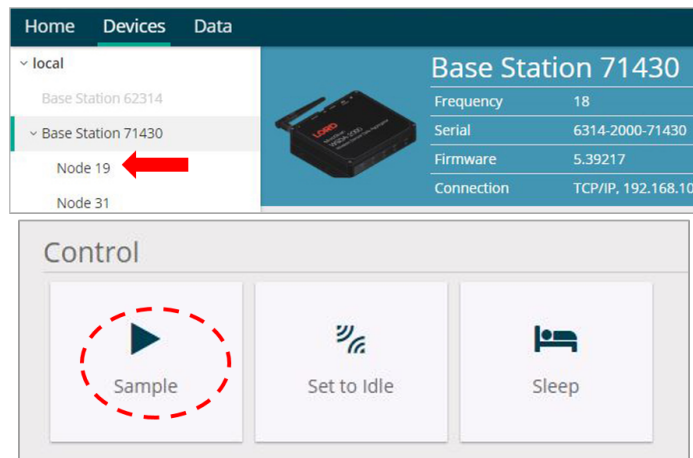 Home Devices Data
local
Base Station 62314
Base Station 71430
Node 19
Node 31
LORD
WSDA-2000
Base Station 71430
Frequency 18
Serial 6314-2000-71430
Firmware 5.39217
Connection TCP/IP, 192.168.10
Control
Sample
Set to Idle
Sleep